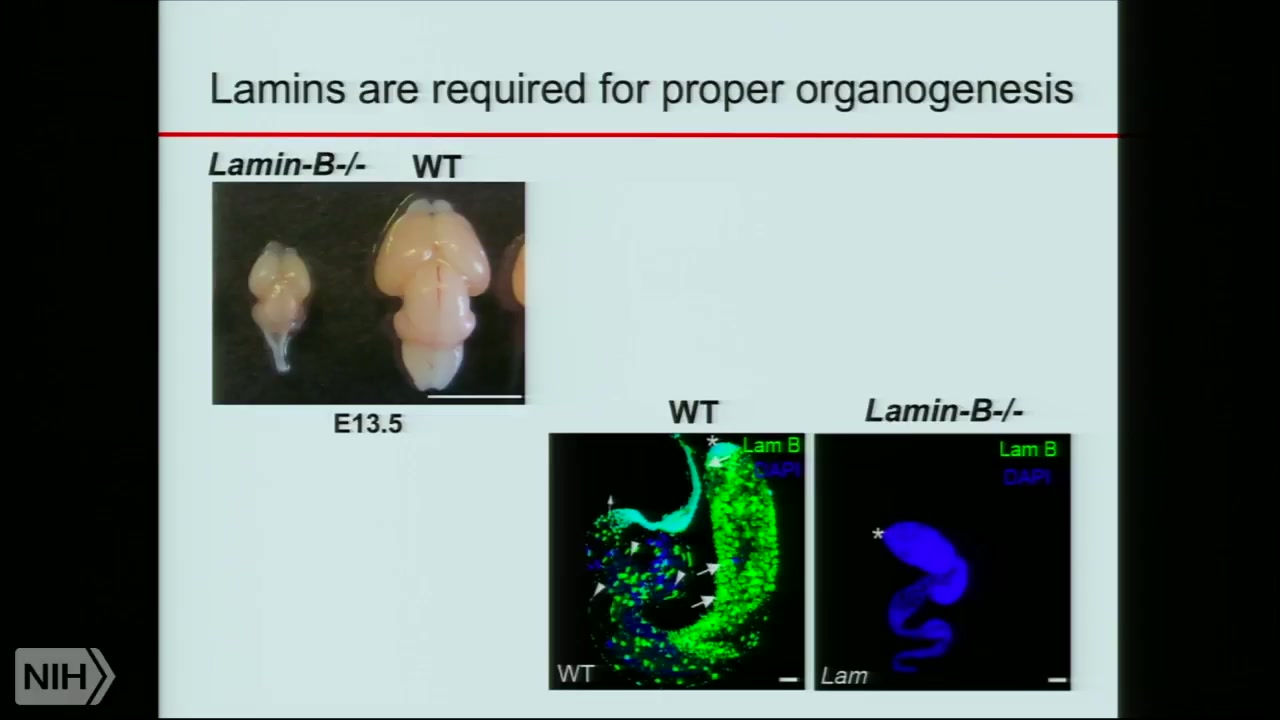 Lamins are required for proper organogenesis
Lamin-B-/- WT
E13.5
WT Lamin-B-/-
* Lam B
DAPI
WT
Lam B
DAPI
*
Lam
NIH